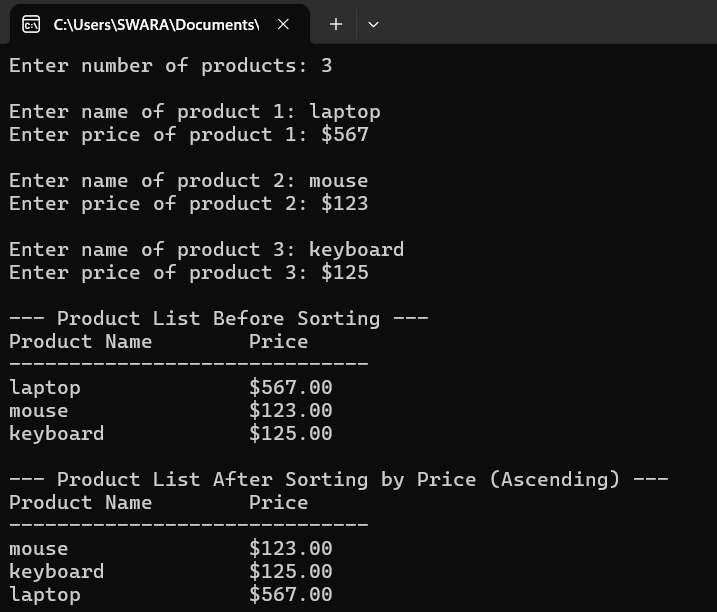 C:\Users\SWARA\Documents\
Enter number of products: 3
Enter name of product 1: laptop
Enter price of product 1: $567
Enter name of product 2: mouse
Enter price of product 2: $123
Enter name of product 3: keyboard
Enter price of product 3: $125
--- Product List Before Sorting ---
Product Name        Price
------------------------------
laptop              $567.00
mouse               $123.00
keyboard            $125.00
--- Product List After Sorting by Price (Ascending) ---
Product Name        Price
------------------------------
mouse               $123.00
keyboard            $125.00
laptop              $567.00